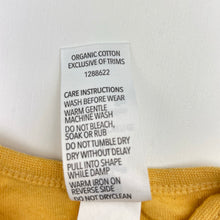 ORGANIC COTTON
EXCLUSIVE OF TRIMS
1288622
CARE INSTRUCTIONS
WASH BEFORE WEAR
WARM GENTLE
MACHINE WASH
DO NOT BLEACH,
SOAK OR RUB
DO NOT TUMBLE DRY
DRY WITHOUT DELAY
PULL INTO SHAPE
WHILE DAMP
WARM IRON ON
REVERSE SIDE
DO NOT DRYCLEAN